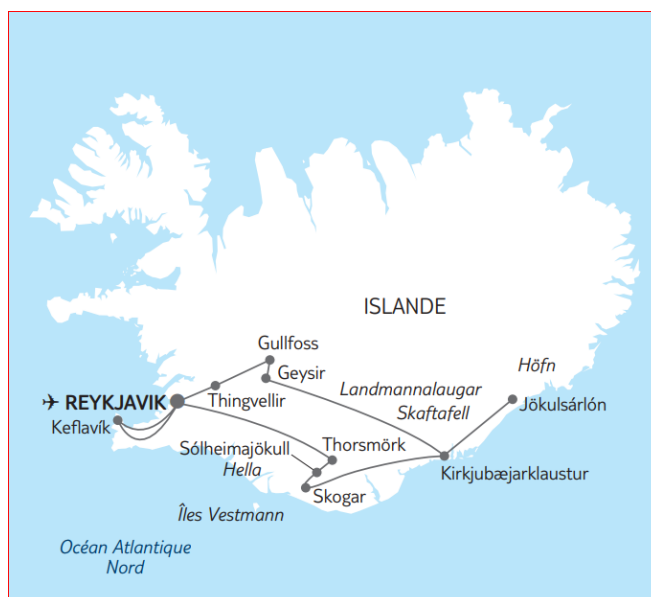 ISLANDE
Gullfoss
Geysir
Höfn
Landmannalaugar
Skaftafell
✈ REYKJAVIK
Thingvellir
Jökulsárlón
Keflavík
Sólheimajökull
Thorsmörk
Hella
Kirkjubæjarklaustur
Skogar
Îles Vestmann
Océan Atlantique
Nord